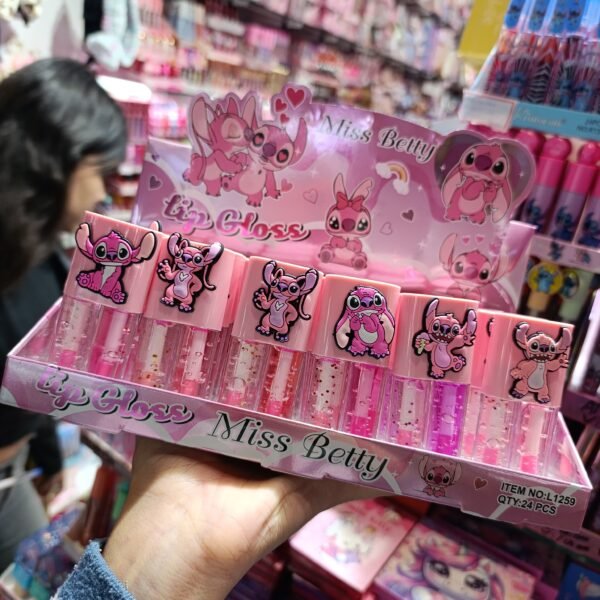 Miss Betty
Lip Gloss
Lip Gloss
Miss Betty
ITEM NO:L1259
QTY:24 PCS